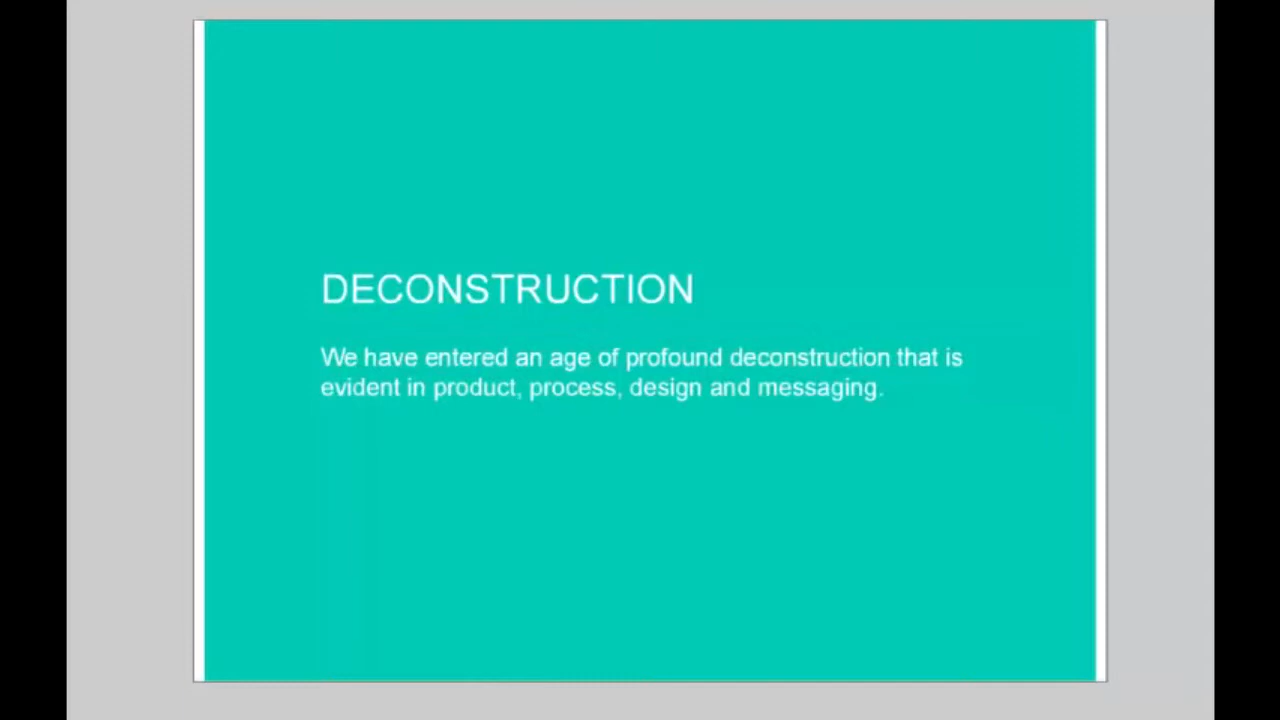 DECONSTRUCTION
We have entered an age of profound deconstruction that is
evident in product, process, design and messaging.